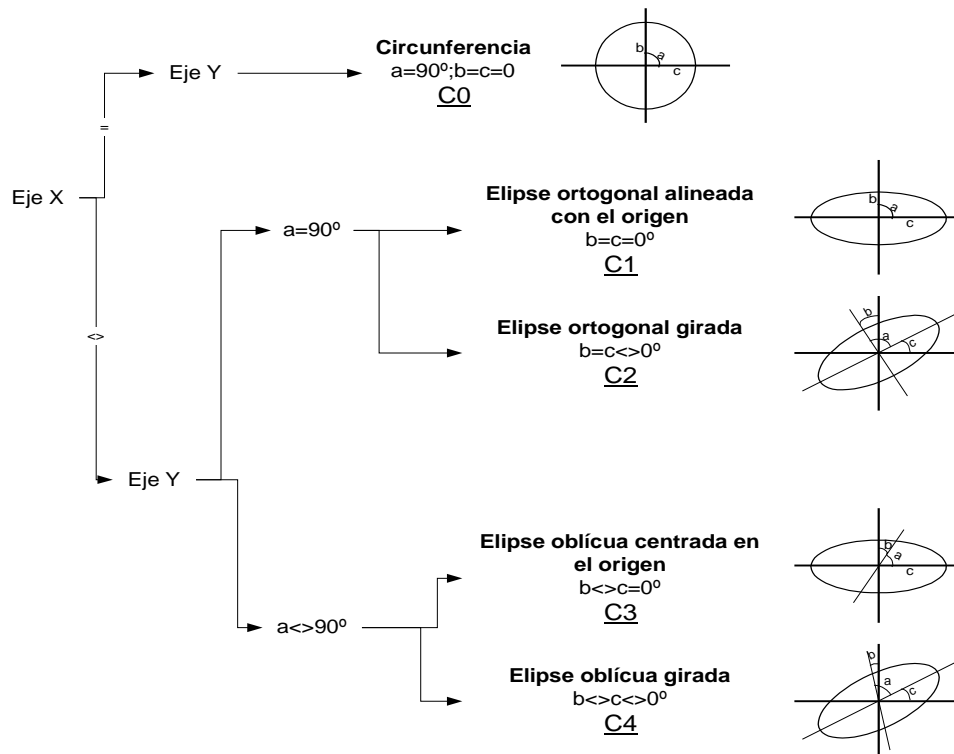 Circunferencia
a=90º;b=c=0
C0
Eje Y
b
a
c
=
Eje X
Elipse ortogonal alineada
con el origen
b=c=0º
C1
b
a
c
a=90º
<>
Elipse ortogonal girada
b=c<>0º
C2
b
a
c
Eje Y
Elipse oblícua centrada en
el origen
b<>c=0º
C3
b
a
c
a<>90º
Elipse oblícua girada
b<>c<>0º
C4
b
a
c